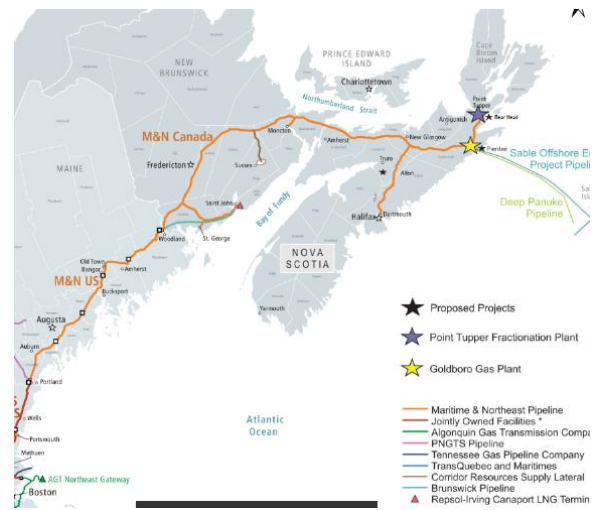 NEW
BRUNSWICK
PRINCE EDWARD
ISLAND
Charlottetown
Cape
Breton
Island
Northumberland Strait
Point
Tupper
Bear Head
Antigonish
M&N Canada
Moncton
Amherst
New Glasgow
Sable Offshore En
Project Pipeline
MAINE
Fredericton
Sussex
Truro
Alton
Deep Panuke
Pipeline
Saint John
Bay of Fundy
Halifax
Dartmouth
Woodland
St. George
NOVA
SCOTIA
Old Town
Bangor
Amherst
M&N US
Bucksport
Yarmouth
Augusta
Auburn
Portland
Wells
Portsmouth
Methuen
AGT Northeast Gateway
Boston
Atlantic
Ocean
Proposed Projects
Point Tupper Fractionation Plant
Goldboro Gas Plant
Maritime & Northeast Pipeline
Jointly Owned Facilities *
Algonquin Gas Transmission Compa
PNGTS Pipeline
Tennessee Gas Pipeline Company
TransQuebec and Maritimes
Corridor Resources Supply Lateral
Brunswick Pipeline
Repsol-Irving Canaport LNG Termin